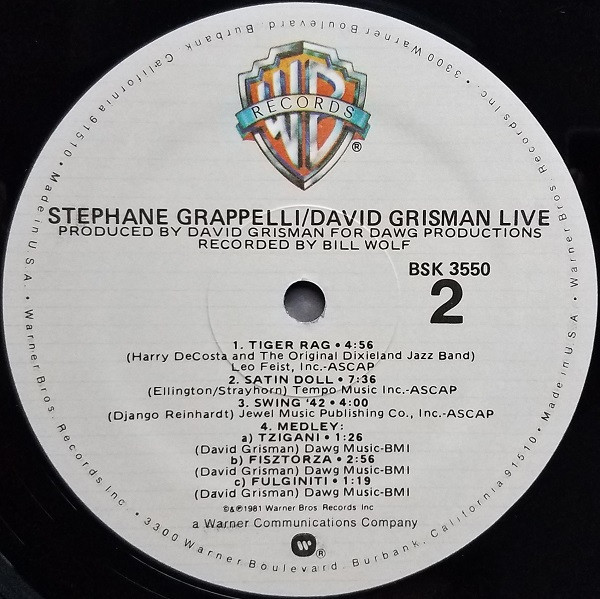 WB
RECORDS
®
STEPHANE GRAPPELLI/DAVID GRISMAN LIVE
PRODUCED BY DAVID GRISMAN FOR DAWG PRODUCTIONS
RECORDED BY BILL WOLF
BSK 3550
2
1. TIGER RAG • 4:56
(Harry DeCosta and The Original Dixieland Jazz Band)
Leo Feist, Inc.-ASCAP
2. SATIN DOLL • 7:36
(Ellington/Strayhorn) Tempo Music Inc.-ASCAP
3. SWING '42 • 4:00
(Django Reinhardt) Jewel Music Publishing Co., Inc.-ASCAP
4. MEDLEY:
a) TZIGANI • 1:26
(David Grisman) Dawg Music-BMI
b) FISZTORZA • 2:56
(David Grisman) Dawg Music-BMI
c) FULGINITI • 1:19
(David Grisman) Dawg Music-BMI
©&℗1981 Warner Bros. Records Inc
a Warner Communications Company
W ®
Made in U.S.A. • Warner Bros. Records Inc. • 3300 Warner Boulevard, Burbank, California 91510 • Made in U.S.A. • Warner Bros. Records Inc. • 3300 Warner Boulevard, Burbank, California 91510 •